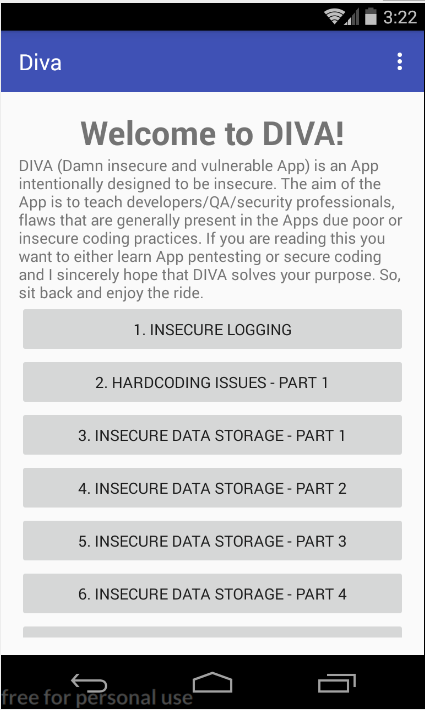 3:22
Diva
Welcome to DIVA!
DIVA (Damn insecure and vulnerable App) is an App
intentionally designed to be insecure. The aim of the
App is to teach developers/QA/security professionals,
flaws that are generally present in the Apps due poor or
insecure coding practices. If you are reading this you
want to either learn App pentesting or secure coding
and I sincerely hope that DIVA solves your purpose. So,
sit back and enjoy the ride.
1. INSECURE LOGGING
2. HARDCODING ISSUES - PART 1
3. INSECURE DATA STORAGE - PART 1
4. INSECURE DATA STORAGE - PART 2
5. INSECURE DATA STORAGE - PART 3
6. INSECURE DATA STORAGE - PART 4
free for personal use